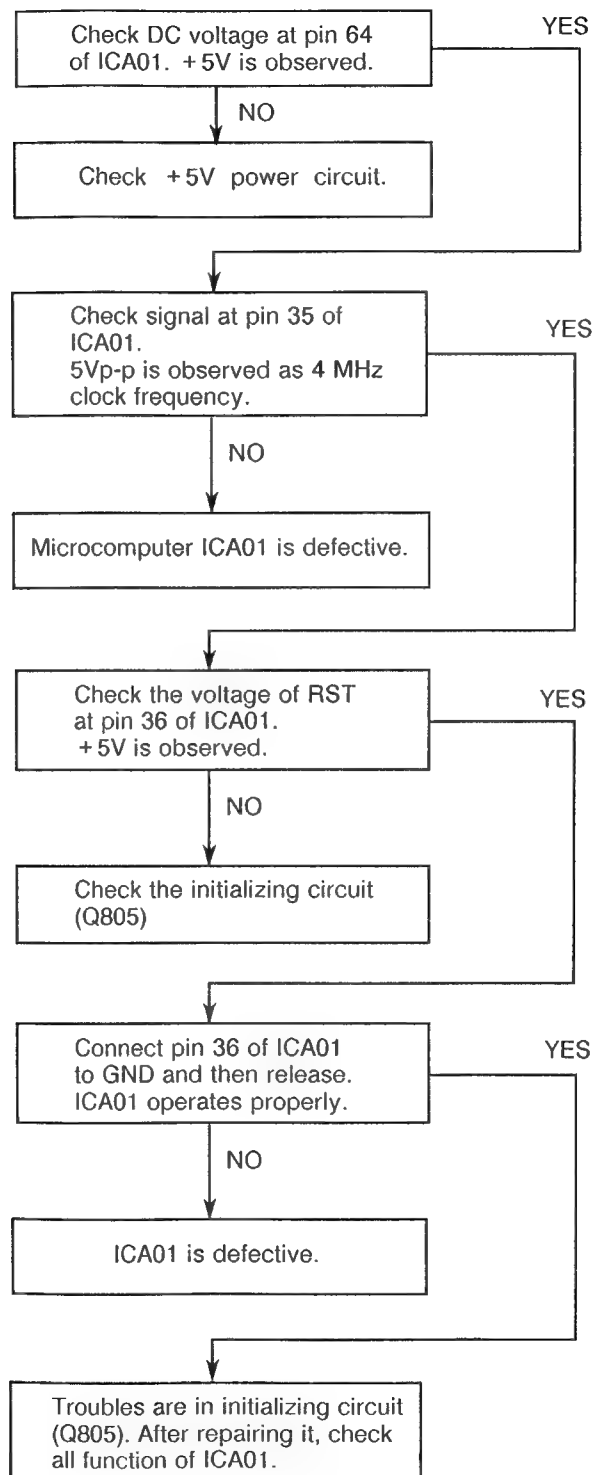 Check DC voltage at pin 64
of ICA01. +5V is observed.
YES
NO
Check +5V power circuit.
Check signal at pin 35 of
ICA01.
5Vp-p is observed as 4 MHz
clock frequency.
YES
NO
Microcomputer ICA01 is defective.
Check the voltage of RST
at pin 36 of ICA01.
+5V is observed.
YES
NO
Check the initializing circuit
(Q805)
Connect pin 36 of ICA01
to GND and then release.
ICA01 operates properly.
YES
NO
ICA01 is defective.
Troubles are in initializing circuit
(Q805). After repairing it, check
all function of ICA01.